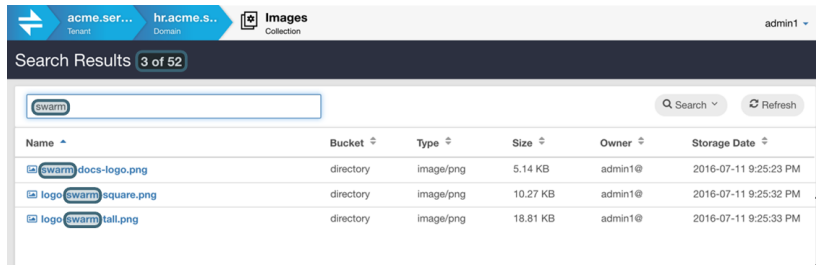 acme.ser... hr.acme.s.. Images admin1
Tenant Domain Collection
Search Results 3 of 52
swarm Search Refresh
Name Bucket Type Size Owner Storage Date
swarm-docs-logo.png directory image/png 5.14 KB admin1@ 2016-07-11 9:25:23 PM
logo-swarm-square.png directory image/png 10.27 KB admin1@ 2016-07-11 9:25:32 PM
logo-swarm-tall.png directory image/png 18.81 KB admin1@ 2016-07-11 9:25:33 PM